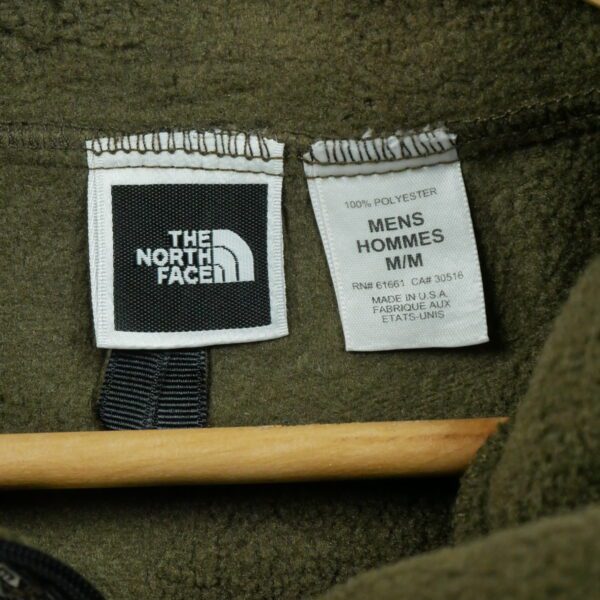 THE
NORTH
FACE
100% POLYESTER
MENS
HOMMES
M/M
RN# 61661 CA# 30516
MADE IN U.S.A.
FABRIQUE AUX
ETATS-UNIS